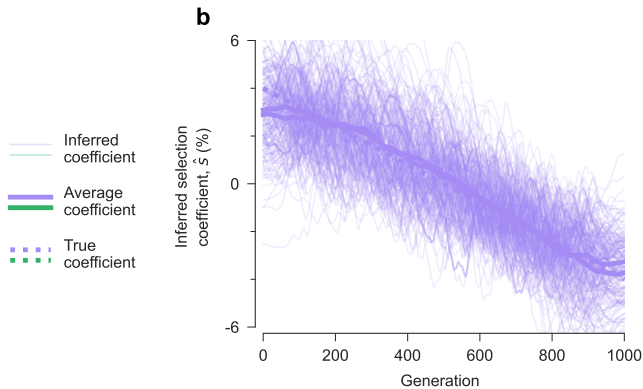 b
Inferred
coefficient
Average
coefficient
True
coefficient
Inferred selection
coefficient, ŝ (%)
6
0
-6
0
200
400
600
800
1000
Generation